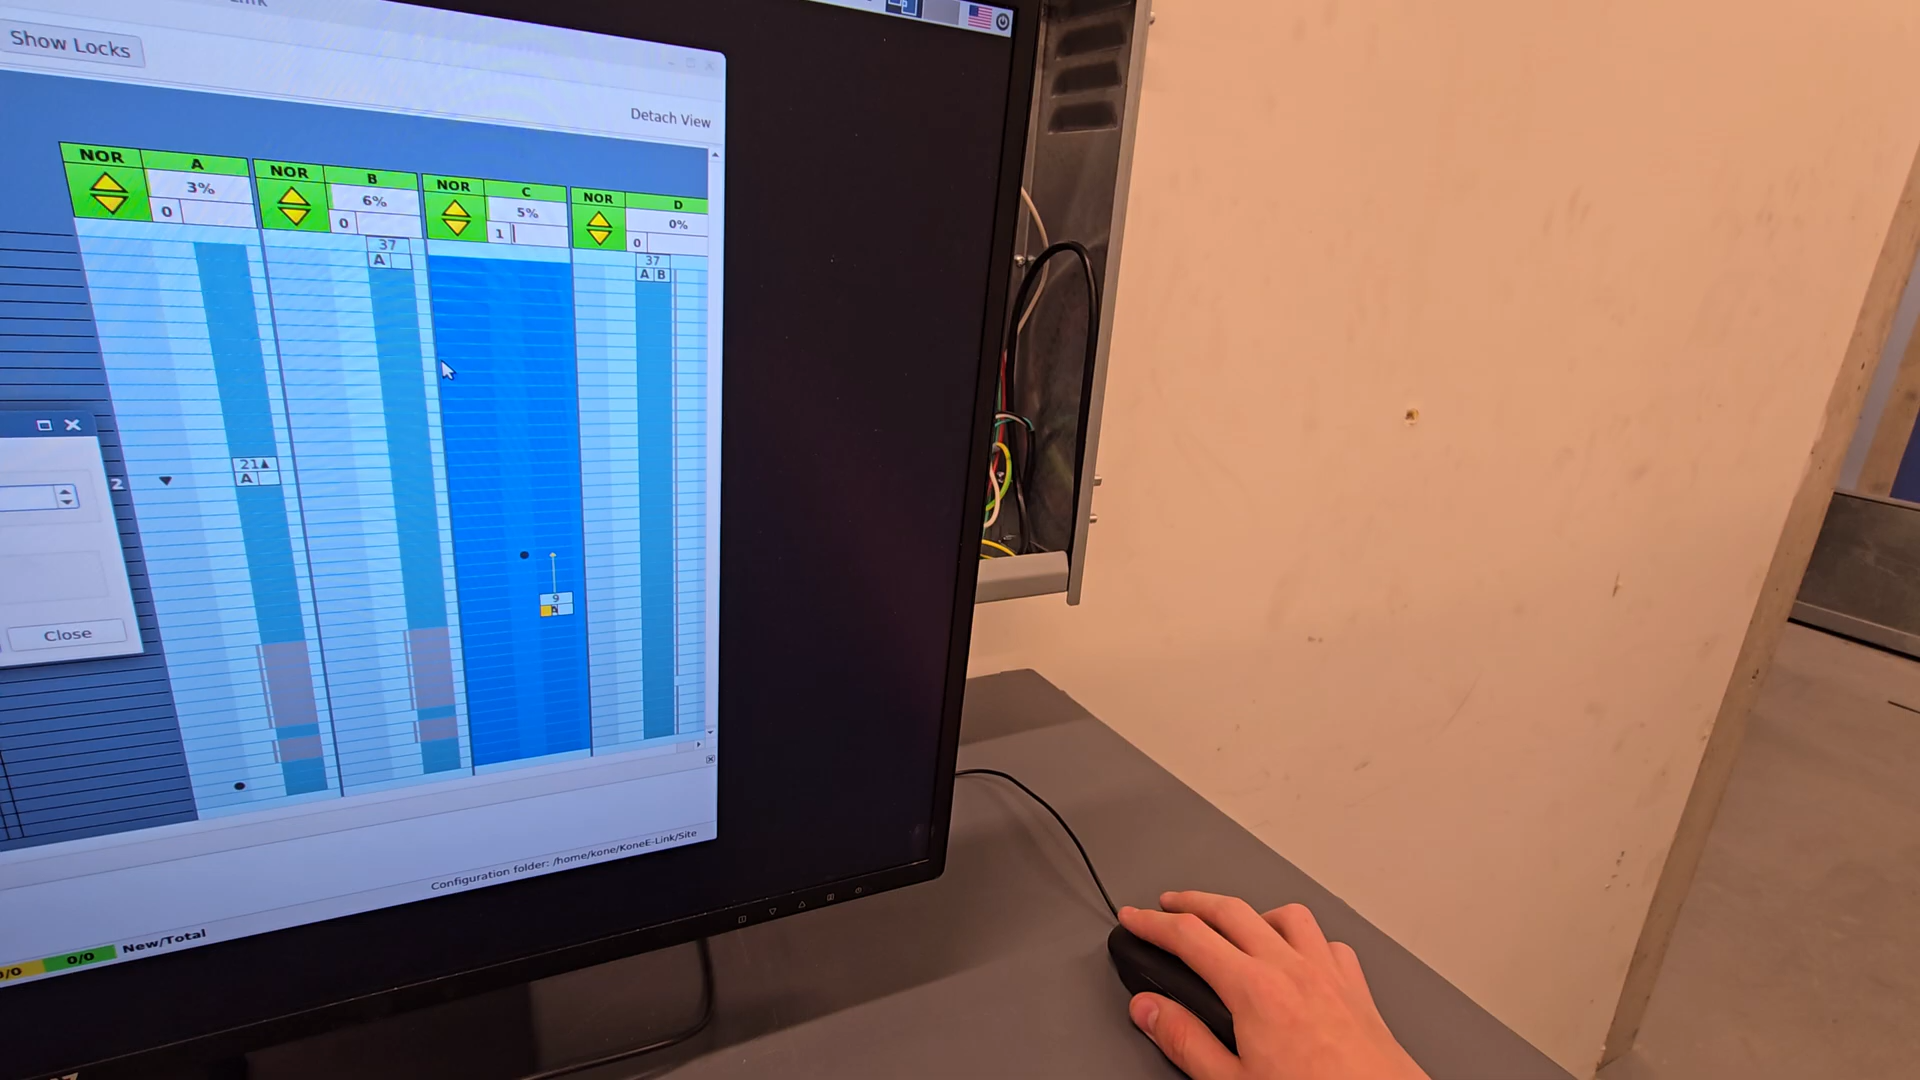 Show Locks
Detach View
NOR A
3%
0
NOR B
6%
0
NOR C
5%
1
NOR D
0%
0
37
A
37
A B
21▲
A
2
9
Close
Configuration folder: /home/kone/KoneE-Link/Site
0/0 New/Total